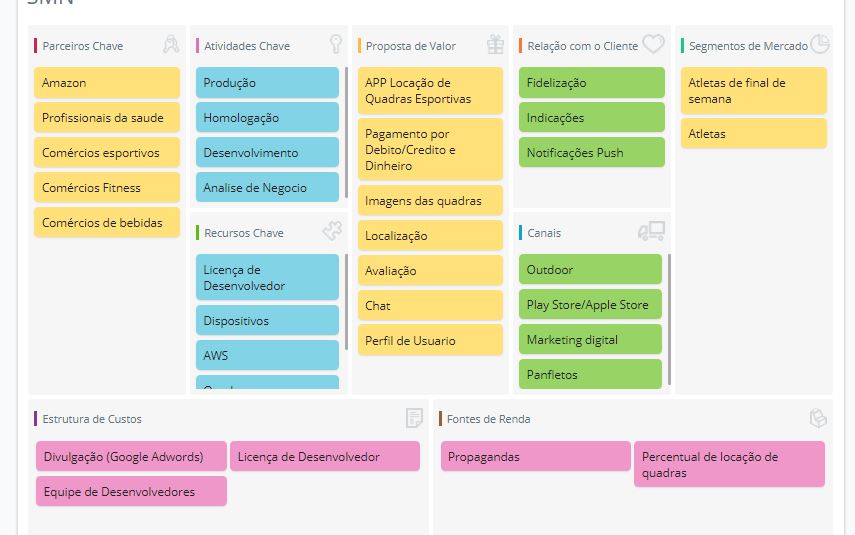 SMN
Parceiros Chave
Amazon
Profissionais da saude
Comércios esportivos
Comércios Fitness
Comércios de bebidas
Atividades Chave
Produção
Homologação
Desenvolvimento
Analise de Negocio
Recursos Chave
Licença de
Desenvolvedor
Dispositivos
AWS
Proposta de Valor
APP Locação de
Quadras Esportivas
Pagamento por
Debito/Credito e
Dinheiro
Imagens das quadras
Localização
Avaliação
Chat
Perfil de Usuario
Relação com o Cliente
Fidelização
Indicações
Notificações Push
Canais
Outdoor
Play Store/Apple Store
Marketing digital
Panfletos
Segmentos de Mercado
Atletas de final de
semana
Atletas
Estrutura de Custos
Divulgação (Google Adwords)
Licença de Desenvolvedor
Equipe de Desenvolvedores
Fontes de Renda
Propagandas
Percentual de locação de
quadras